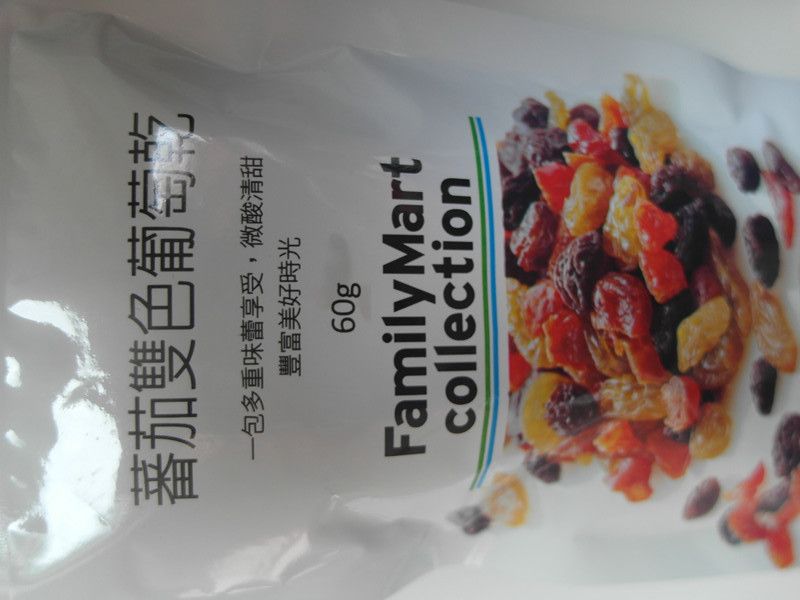 蕃茄雙色葡萄乾
一包多重味蕾享受，微酸清甜
豐富美好時光
60g
FamilyMart
collection